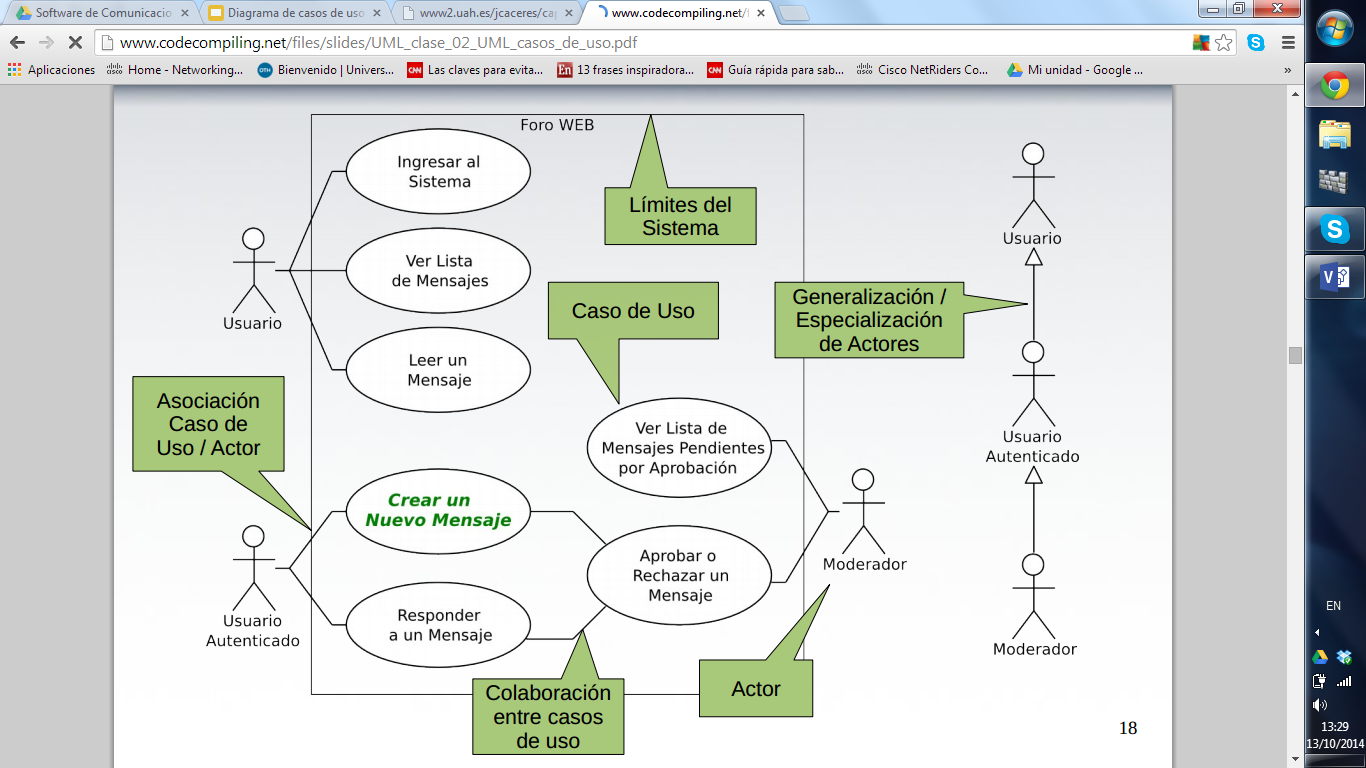 Software de Comunicacio
Diagrama de casos de uso
www2.uah.es/jcaceres/cap
www.codecompiling.net/f
www.codecompiling.net/files/slides/UML_clase_02_UML_casos_de_uso.pdf
Aplicaciones
Home - Networking...
Bienvenido | Univers...
Las claves para evita...
13 frases inspiradora...
Guía rápida para sab...
Cisco NetRiders Co...
Mi unidad - Google ...
»
Foro WEB
Ingresar al
Sistema
Límites del
Sistema
Usuario
Ver Lista
de Mensajes
Usuario
Caso de Uso
Generalización /
Especialización
de Actores
Leer un
Mensaje
Asociación
Caso de
Uso / Actor
Ver Lista de
Mensajes Pendientes
por Aprobación
Usuario
Autenticado
Crear un
Nuevo Mensaje
Aprobar o
Rechazar un
Mensaje
Moderador
Usuario
Autenticado
Responder
a un Mensaje
Moderador
Colaboración
entre casos
de uso
Actor
18
EN
13:29
13/10/2014